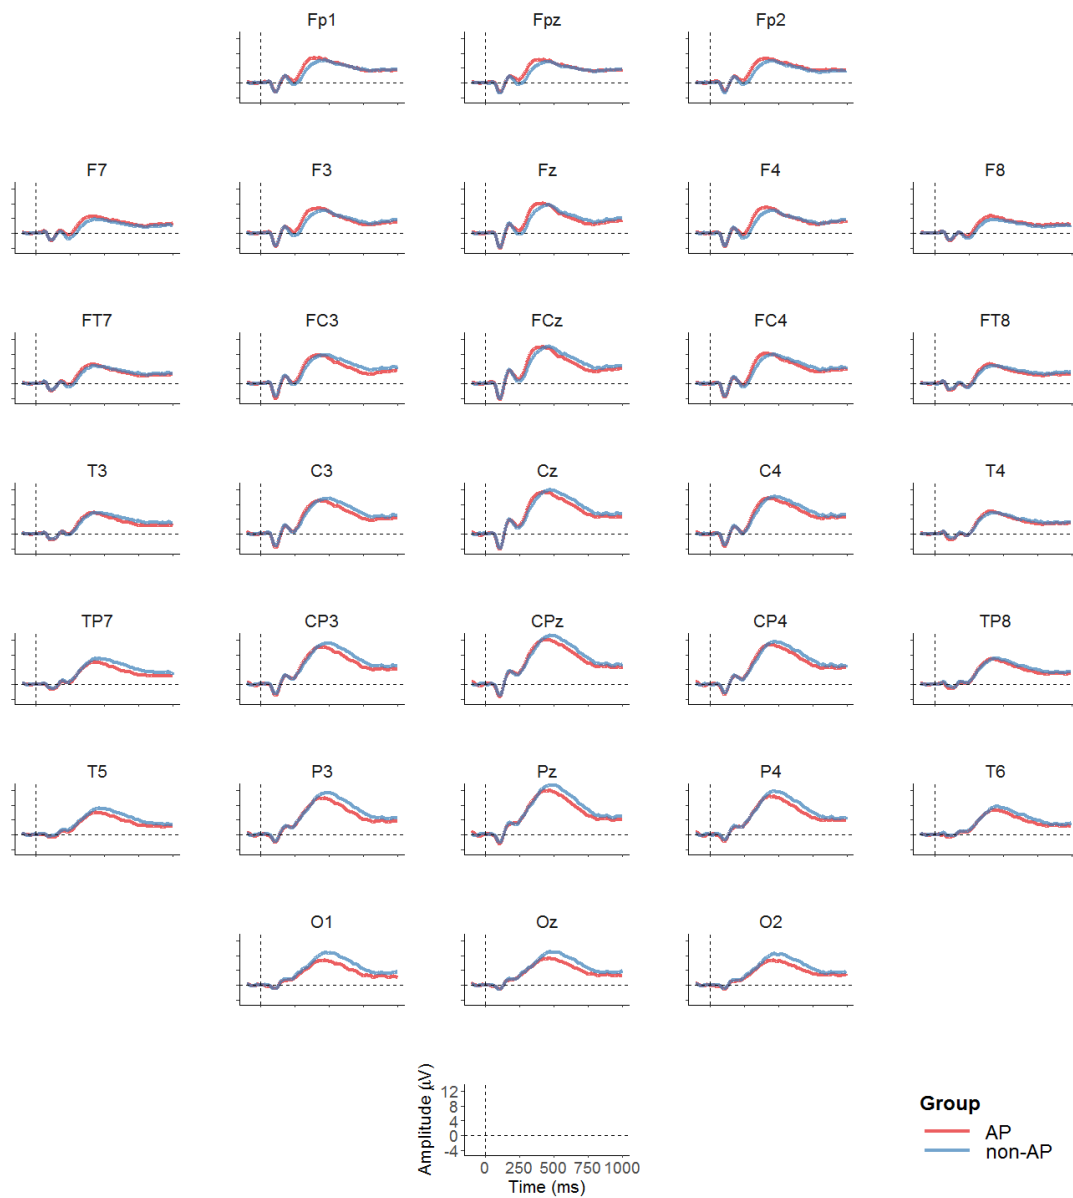 Fp1 Fpz Fp2
F7 F3 Fz F4 F8
FT7 FC3 FCz FC4 FT8
T3 C3 Cz C4 T4
TP7 CP3 CPz CP4 TP8
T5 P3 Pz P4 T6
O1 Oz O2
Amplitude (µV)
12
8
4
0
-4
0 250 500 750 1000
Time (ms)
Group
AP
non-AP